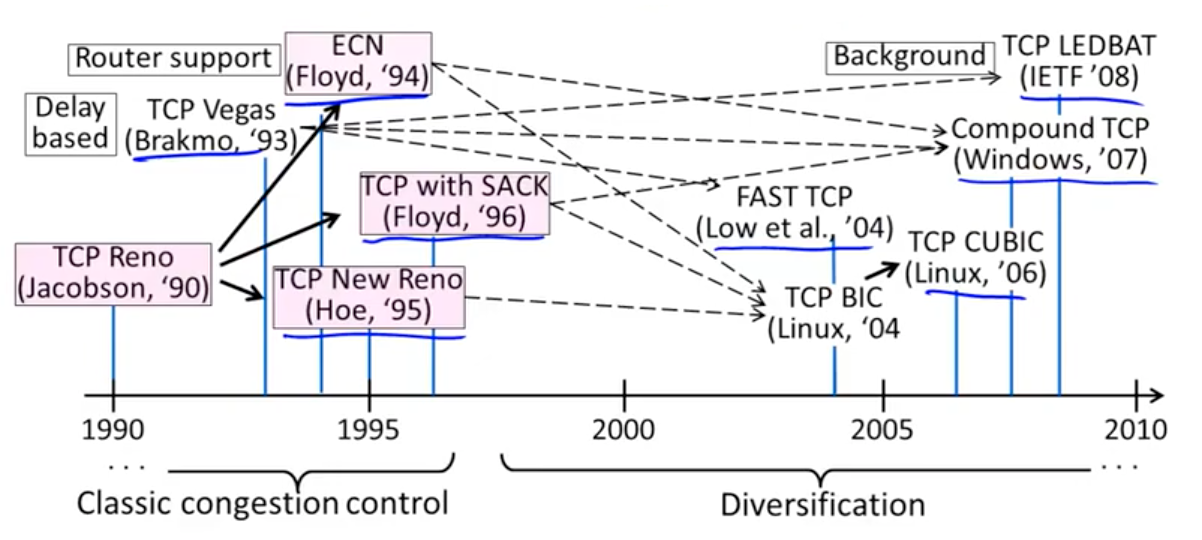 Router support
ECN
(Floyd, ‘94)
Background
TCP LEDBAT
(IETF ’08)
Delay
based
TCP Vegas
(Brakmo, ‘93)
Compound TCP
(Windows, ’07)
TCP with SACK
(Floyd, ‘96)
FAST TCP
(Low et al., ’04)
TCP CUBIC
(Linux, ’06)
TCP Reno
(Jacobson, ‘90)
TCP New Reno
(Hoe, ‘95)
TCP BIC
(Linux, ‘04
1990
1995
2000
2005
2010
. . .
. . .
Classic congestion control
Diversification